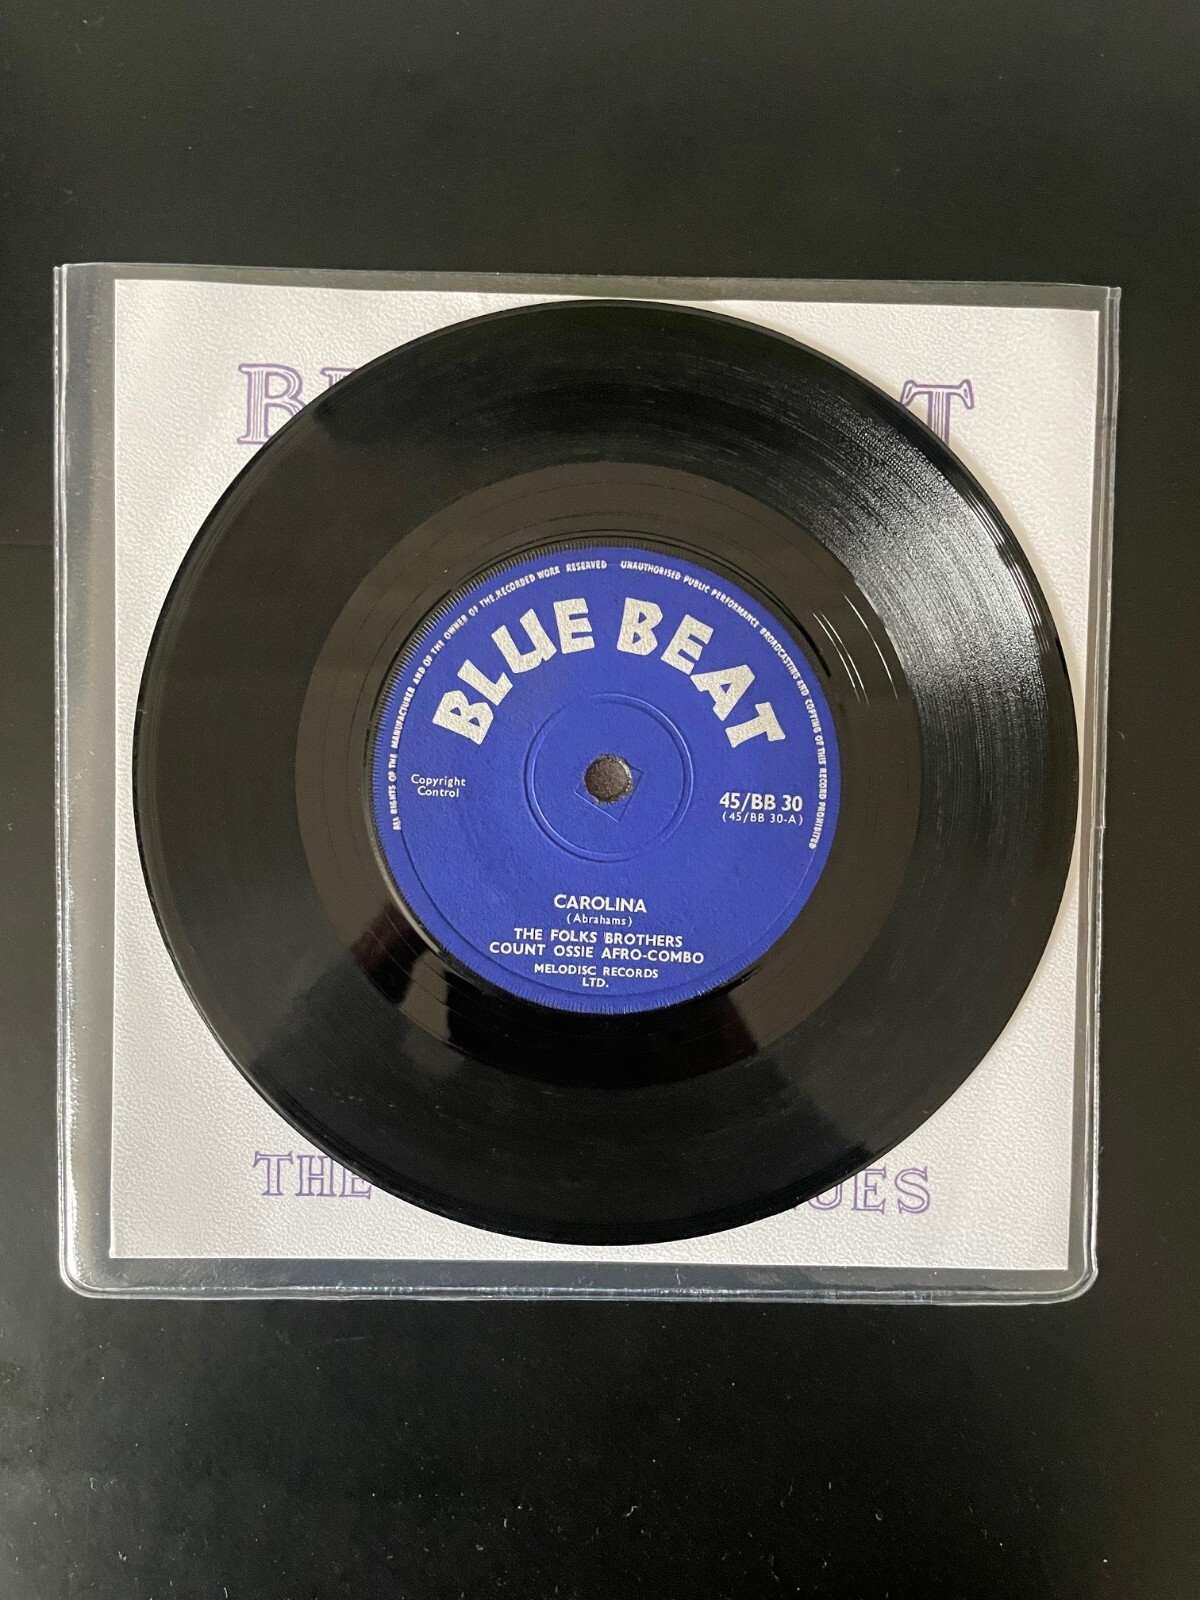 ALL RIGHTS OF THE MANUFACTURER AND OF THE OWNER OF THE RECORDED WORK RESERVED UNAUTHORISED PUBLIC PERFORMANCE BROADCASTING AND COPYING OF THIS RECORD PROHIBITED
BLUE BEAT
Copyright
Control
45/BB 30
(45/BB 30-A)
CAROLINA
(Abrahams)
THE FOLKS BROTHERS
COUNT OSSIE AFRO-COMBO
MELODISC RECORDS
LTD.
THE